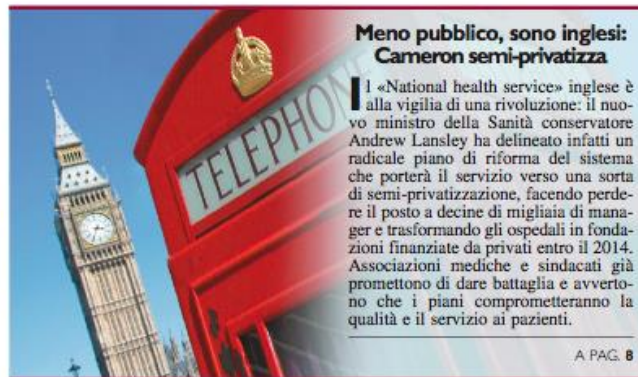 TELEPHONE
Meno pubblico, sono inglesi:
Cameron semi-privatizza
Il «National health service» inglese è
alla vigilia di una rivoluzione: il nuo-
vo ministro della Sanità conservatore
Andrew Lansley ha delineato infatti un
radicale piano di riforma del sistema
che porterà il servizio verso una sorta
di semi-privatizzazione, facendo perde-
re il posto a decine di migliaia di mana-
ger e trasformando gli ospedali in fonda-
zioni finanziate da privati entro il 2014.
Associazioni mediche e sindacati già
promettono di dare battaglia e avverto-
no che i piani comprometteranno la
qualità e il servizio ai pazienti.
A PAG. 8